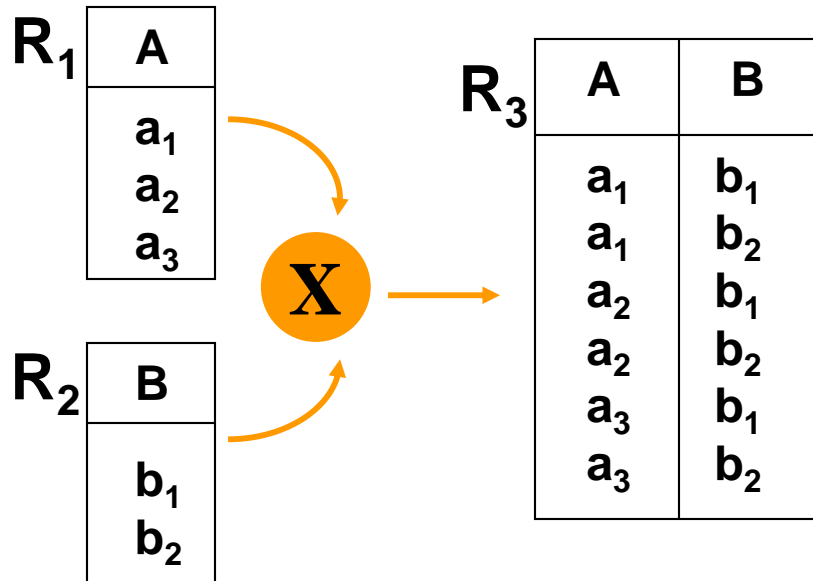 R₁
A
a₁
a₂
a₃
R₂
B
b₁
b₂
X
R₃
A B
a₁ b₁
a₁ b₂
a₂ b₁
a₂ b₂
a₃ b₁
a₃ b₂